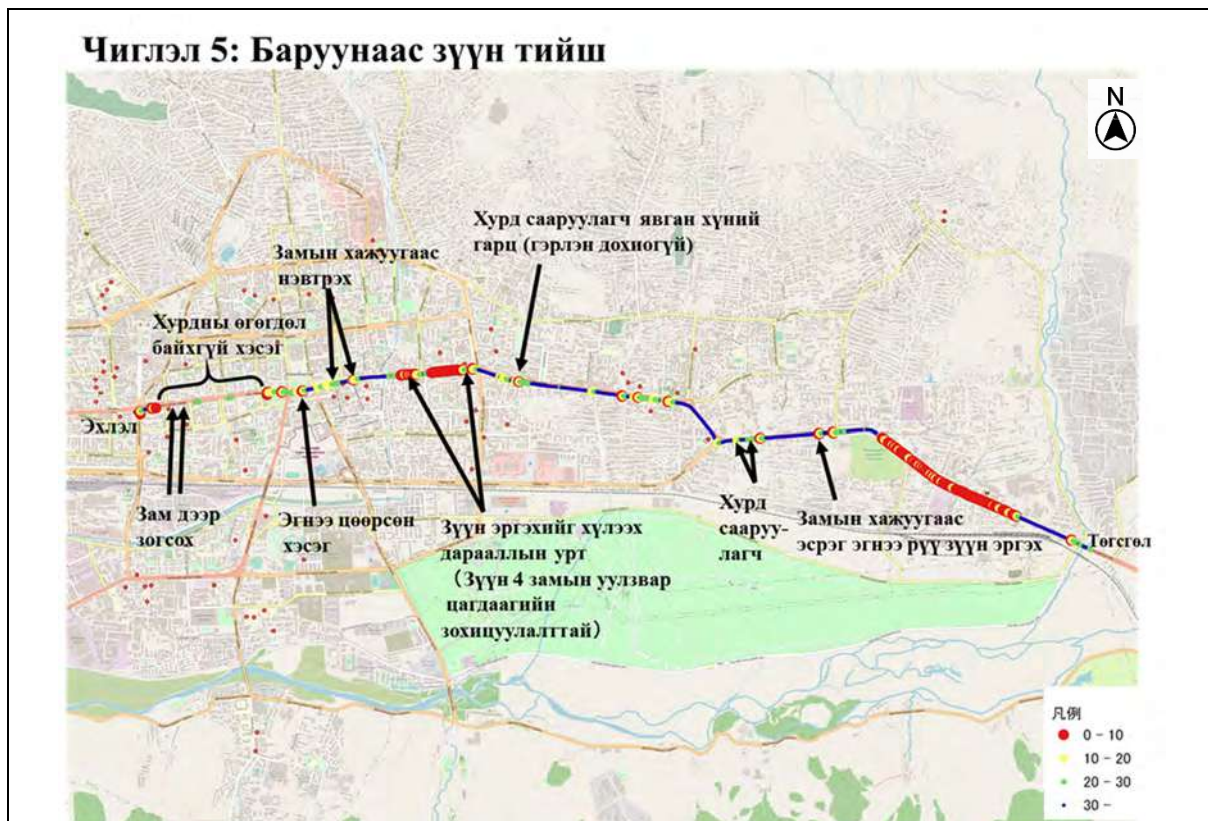 Чиглэл 5: Баруунаас зүүн тийш
N
Хурд сааруулагч явган хүний
гарц (гэрлэн дохиогүй)
Замын хажуугаас
нэвтрэх
Хурдны өгөгдөл
байхгүй хэсэг
Эхлэл
Зам дээр
зогсох
Эгнээ цөөрсөн
хэсэг
Зүүн эргэхийг хүлээх
дарааллын урт
(Зүүн 4 замын уулзвар
цагдаагийн
зохицуулалттай)
Хурд
саарuу-
лагч
Замын хажуугаас
эсрэг эгнээ рүү зүүн эргэх
Төгсгөл
凡例
0 - 10
10 - 20
20 - 30
30 -